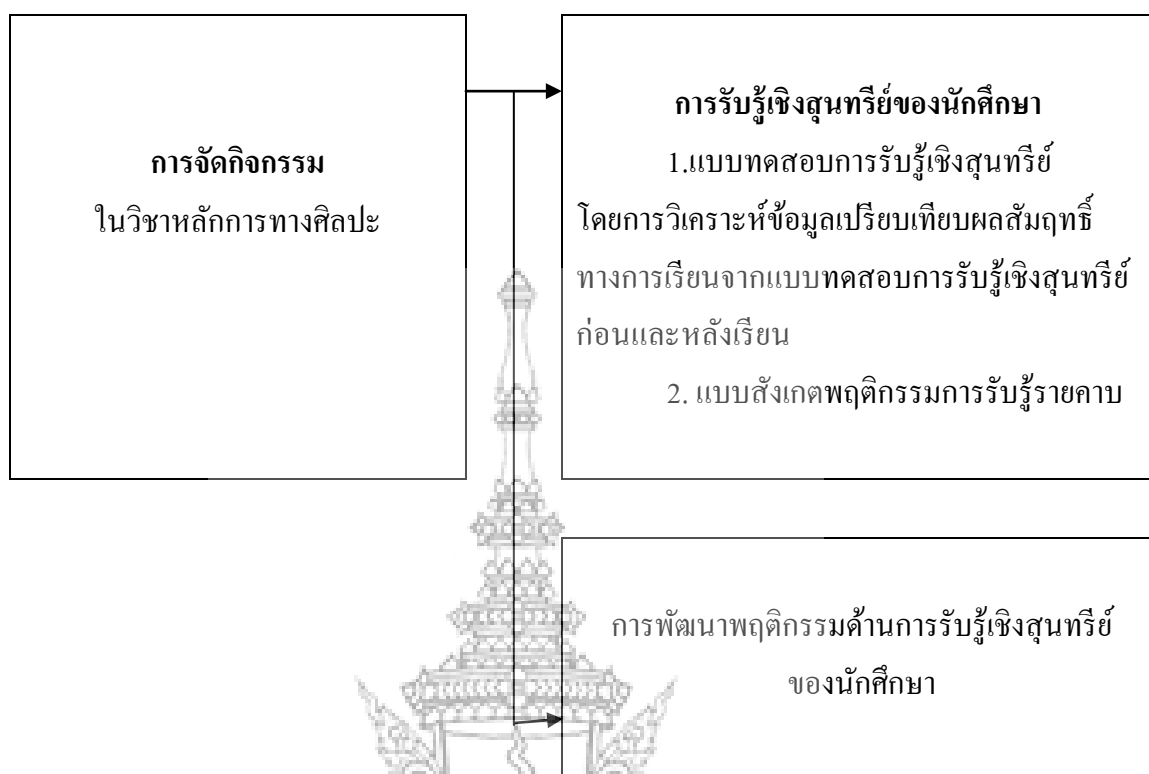 การจัดกิจกรรม
ในวิชาหลักการทางศิลปะ
การรับรู้เชิงสุนทรีย์ของนักศึกษา
1.แบบทดสอบการรับรู้เชิงสุนทรีย์
โดยการวิเคราะห์ข้อมูลเปรียบเทียบผลสัมฤทธิ์
ทางการเรียนจากแบบทดสอบการรับรู้เชิงสุนทรีย์
ก่อนและหลังเรียน
2. แบบสังเกตพฤติกรรมการรับรู้รายคาบ
การพัฒนาพฤติกรรมด้านการรับรู้เชิงสุนทรีย์
ของนักศึกษา